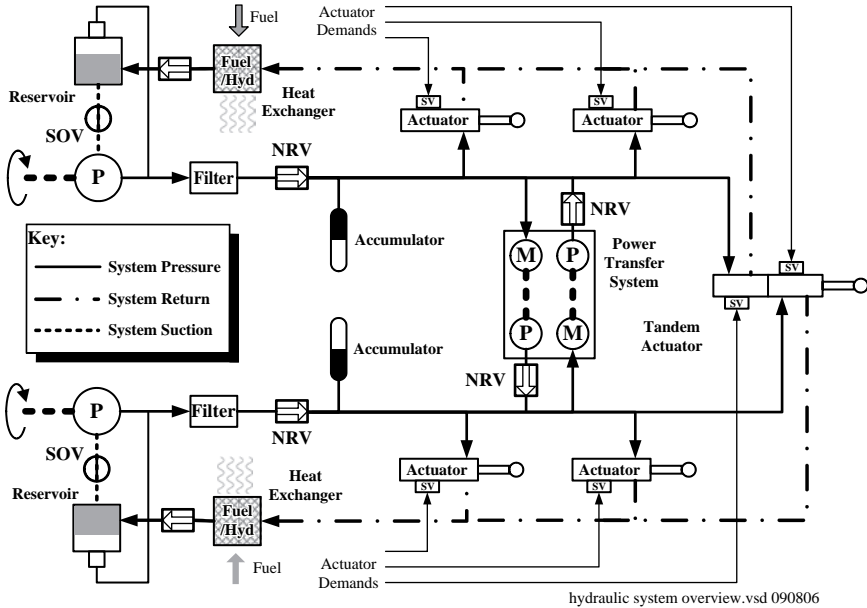 Fuel
Actuator
Demands
Fuel
/Hyd
Heat
Exchanger
Reservoir
SOV
SV
Actuator
SV
Actuator
P
Filter
NRV
NRV
Accumulator
M
P
Power
Transfer
System
SV
SV
Tandem
Actuator
Key:
System Pressure
System Return
System Suction
Accumulator
P
M
NRV
P
Filter
NRV
SOV
Reservoir
Actuator
SV
Actuator
SV
Heat
Exchanger
Fuel
/Hyd
Fuel
Actuator
Demands
hydraulic system overview.vsd 090806